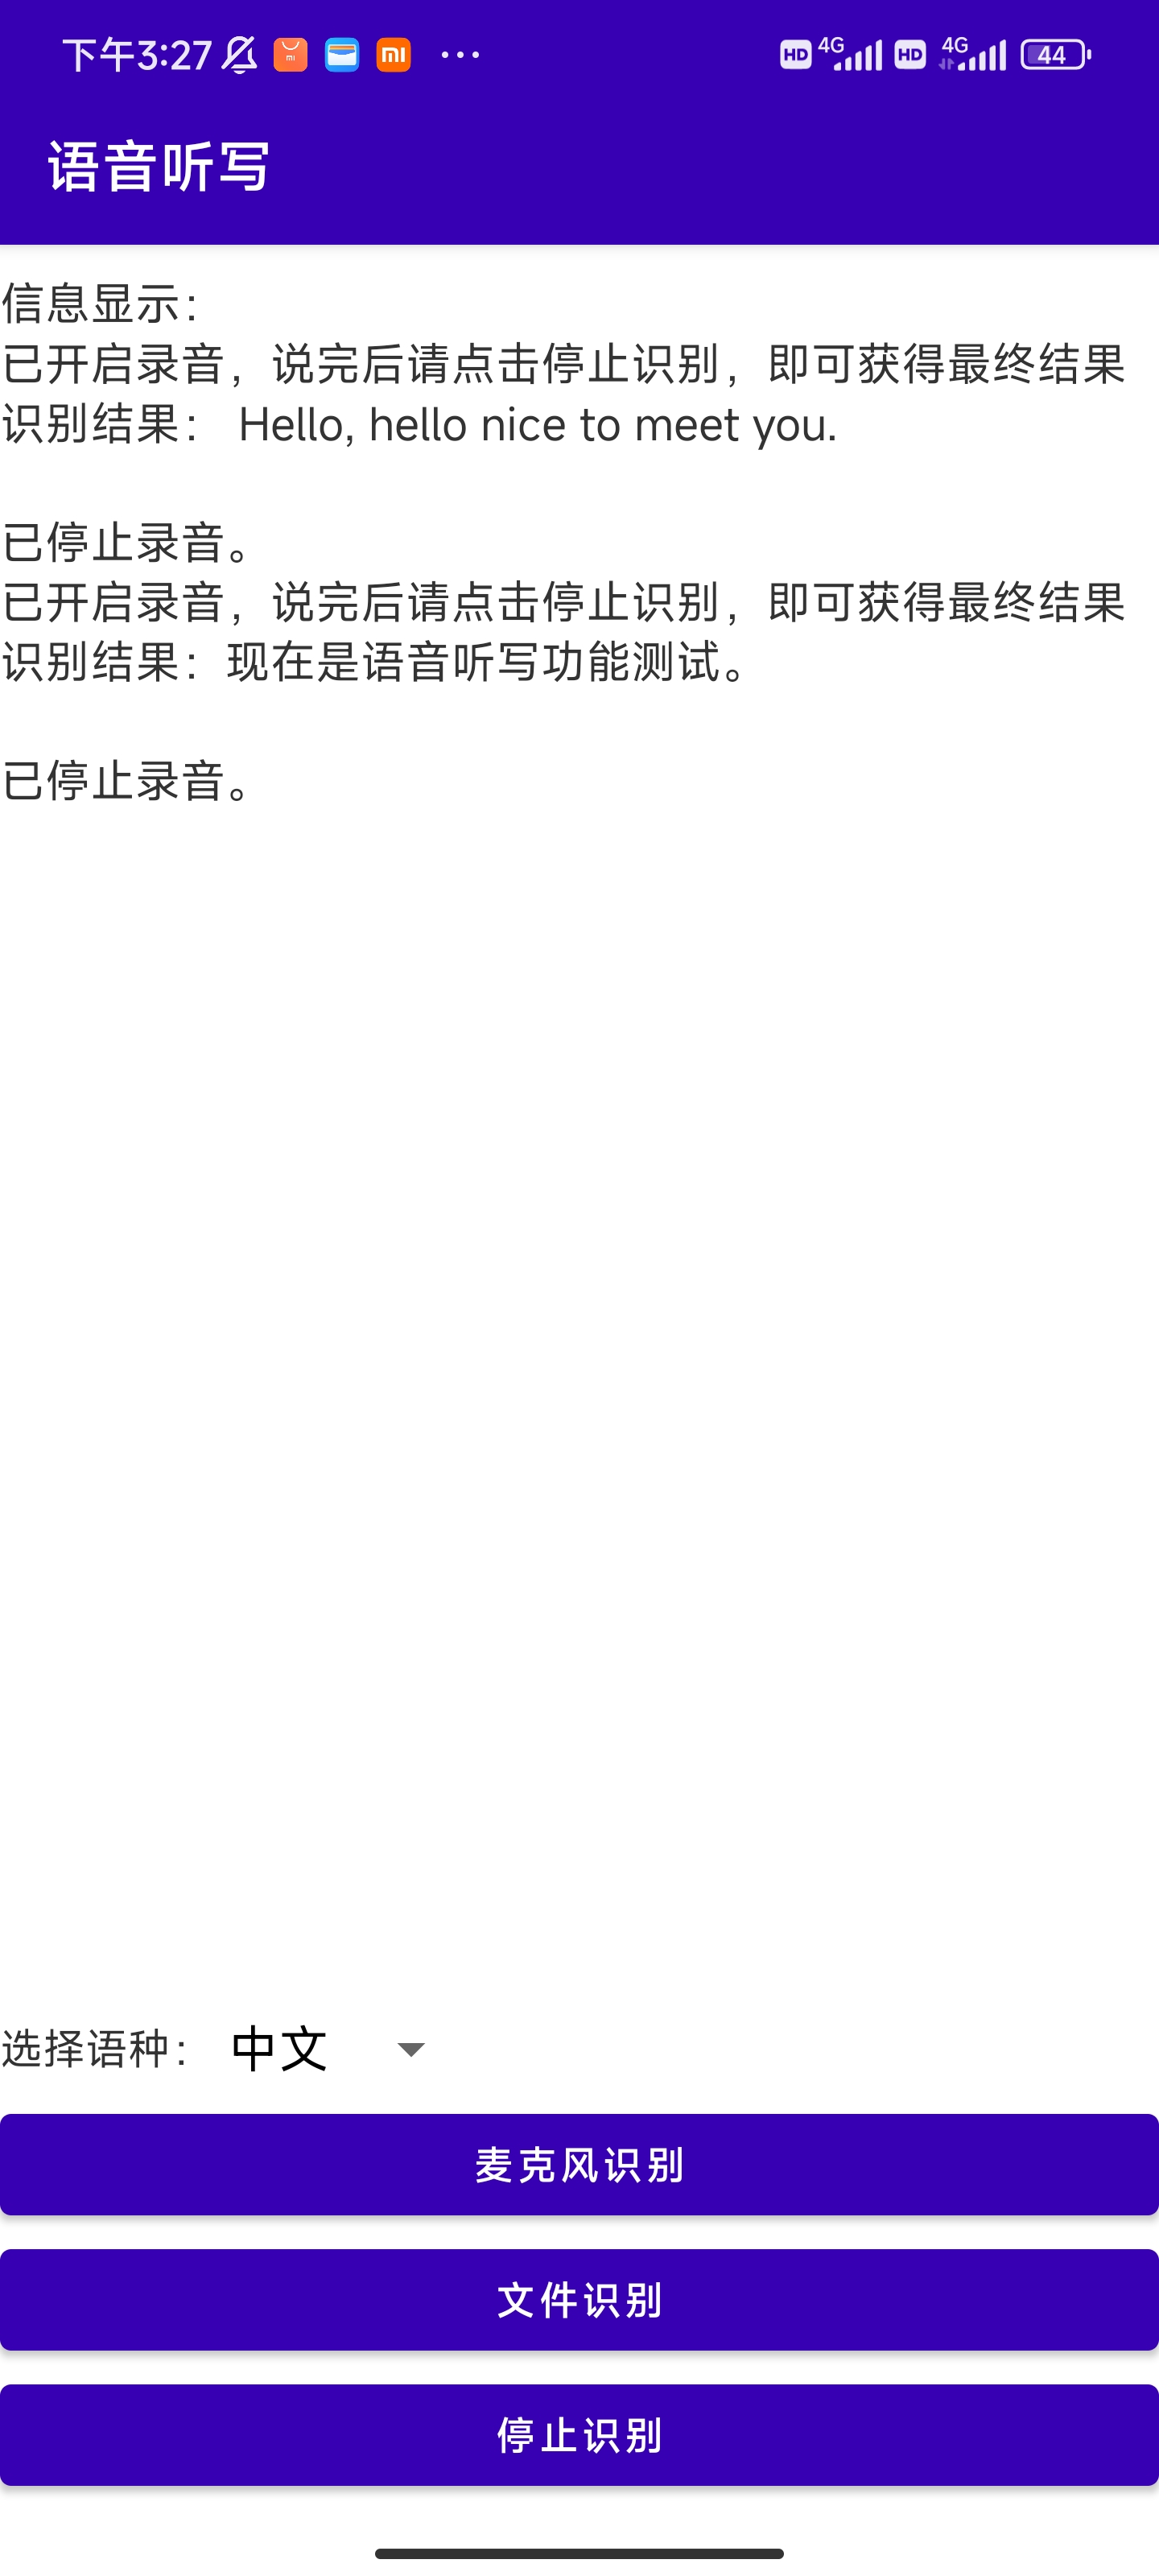 下午3:27 mi mi ··· HD 4G HD 4G 44
语音听写
信息显示：
已开启录音，说完后请点击停止识别，即可获得最终结果
识别结果： Hello, hello nice to meet you.
已停止录音。
已开启录音，说完后请点击停止识别，即可获得最终结果
识别结果：现在是语音听写功能测试。
已停止录音。
选择语种： 中文
麦克风识别
文件识别
停止识别